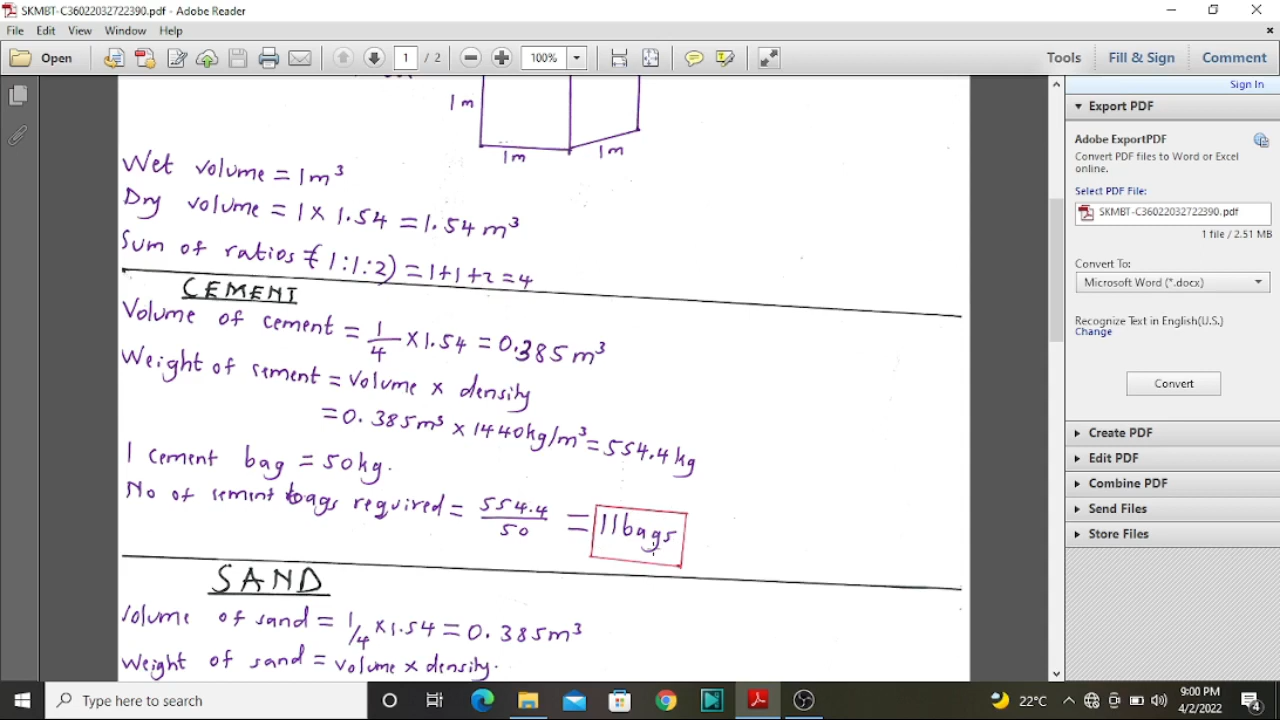 SKMBT-C36022032722390.pdf - Adobe Reader
File Edit View Window Help
Open 1 / 2 100% Tools Fill & Sign Comment
Sign In
1m
1m 1m
Wet volume = 1m³
Dry volume = 1 × 1.54 = 1.54 m³
Sum of ratios = (1:1:2) = 1+1+2 = 4
CEMENT
Volume of cement = 1/4 × 1.54 = 0.385 m³
Weight of cement = Volume × density
= 0.385m³ × 1440kg/m³ = 554.4 kg
1 cement bag = 50kg.
No of cement bags required = 554.4/50 = 11bags
SAND
Volume of sand = 1/4 × 1.54 = 0.385m³
Weight of sand = volume × density.
Export PDF
Adobe ExportPDF
Convert PDF files to Word or Excel
online.
Select PDF File:
SKMBT-C36022032722390.pdf
1 file / 2.51 MB
Convert To:
Microsoft Word (*.docx)
Recognize Text in English(U.S.)
Change
Convert
Create PDF
Edit PDF
Combine PDF
Send Files
Store Files
Type here to search
22°C
9:00 PM
4/2/2022
4